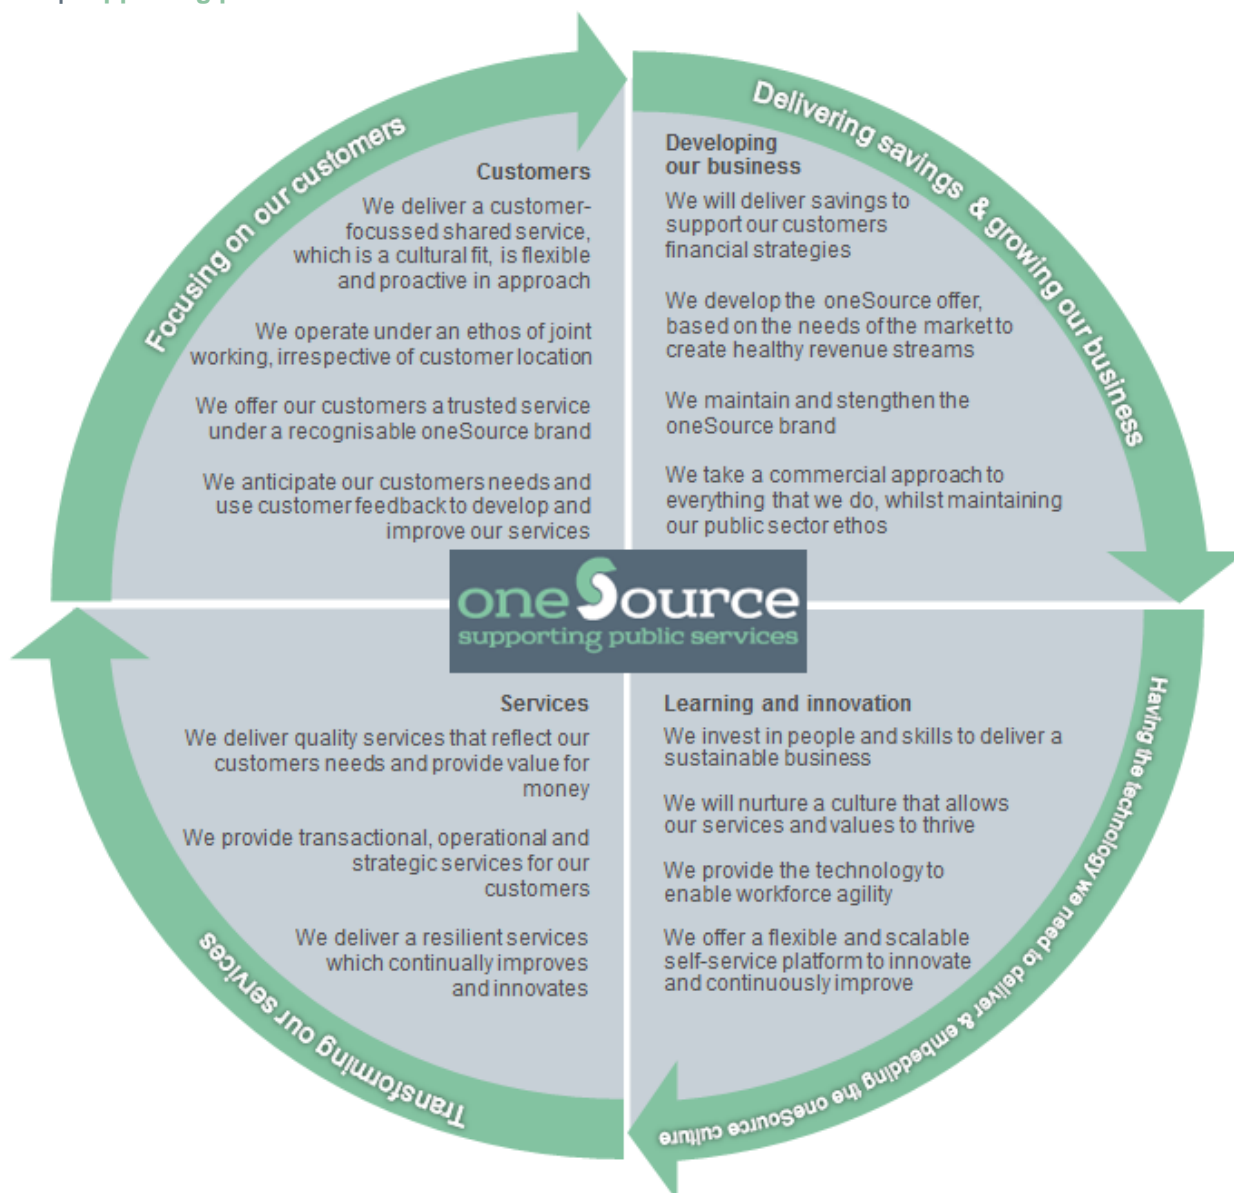 Focusing on our customers
Customers
We deliver a customer-
focussed shared service,
which is a cultural fit, is flexible
and proactive in approach
We operate under an ethos of joint
working, irrespective of customer location
We offer our customers a trusted service
under a recognisable oneSource brand
We anticipate our customers needs and
use customer feedback to develop and
improve our services
Delivering savings & growing our business
Developing
our business
We will deliver savings to
support our customers
financial strategies
We develop the oneSource offer,
based on the needs of the market to
create healthy revenue streams
We maintain and stengthen the
oneSource brand
We take a commercial approach to
everything that we do, whilst maintaining
our public sector ethos
oneSource
supporting public services
Services
We deliver quality services that reflect our
customers needs and provide value for
money
We provide transactional, operational and
strategic services for our
customers
We deliver a resilient services
which continually improves
and innovates
Transforming our services
Learning and innovation
We invest in people and skills to deliver a
sustainable business
We will nurture a culture that allows
our services and values to thrive
We provide the technology to
enable workforce agility
We offer a flexible and scalable
self-service platform to innovate
and continuously improve
Having the technology we need to deliver & embedding the oneSource culture